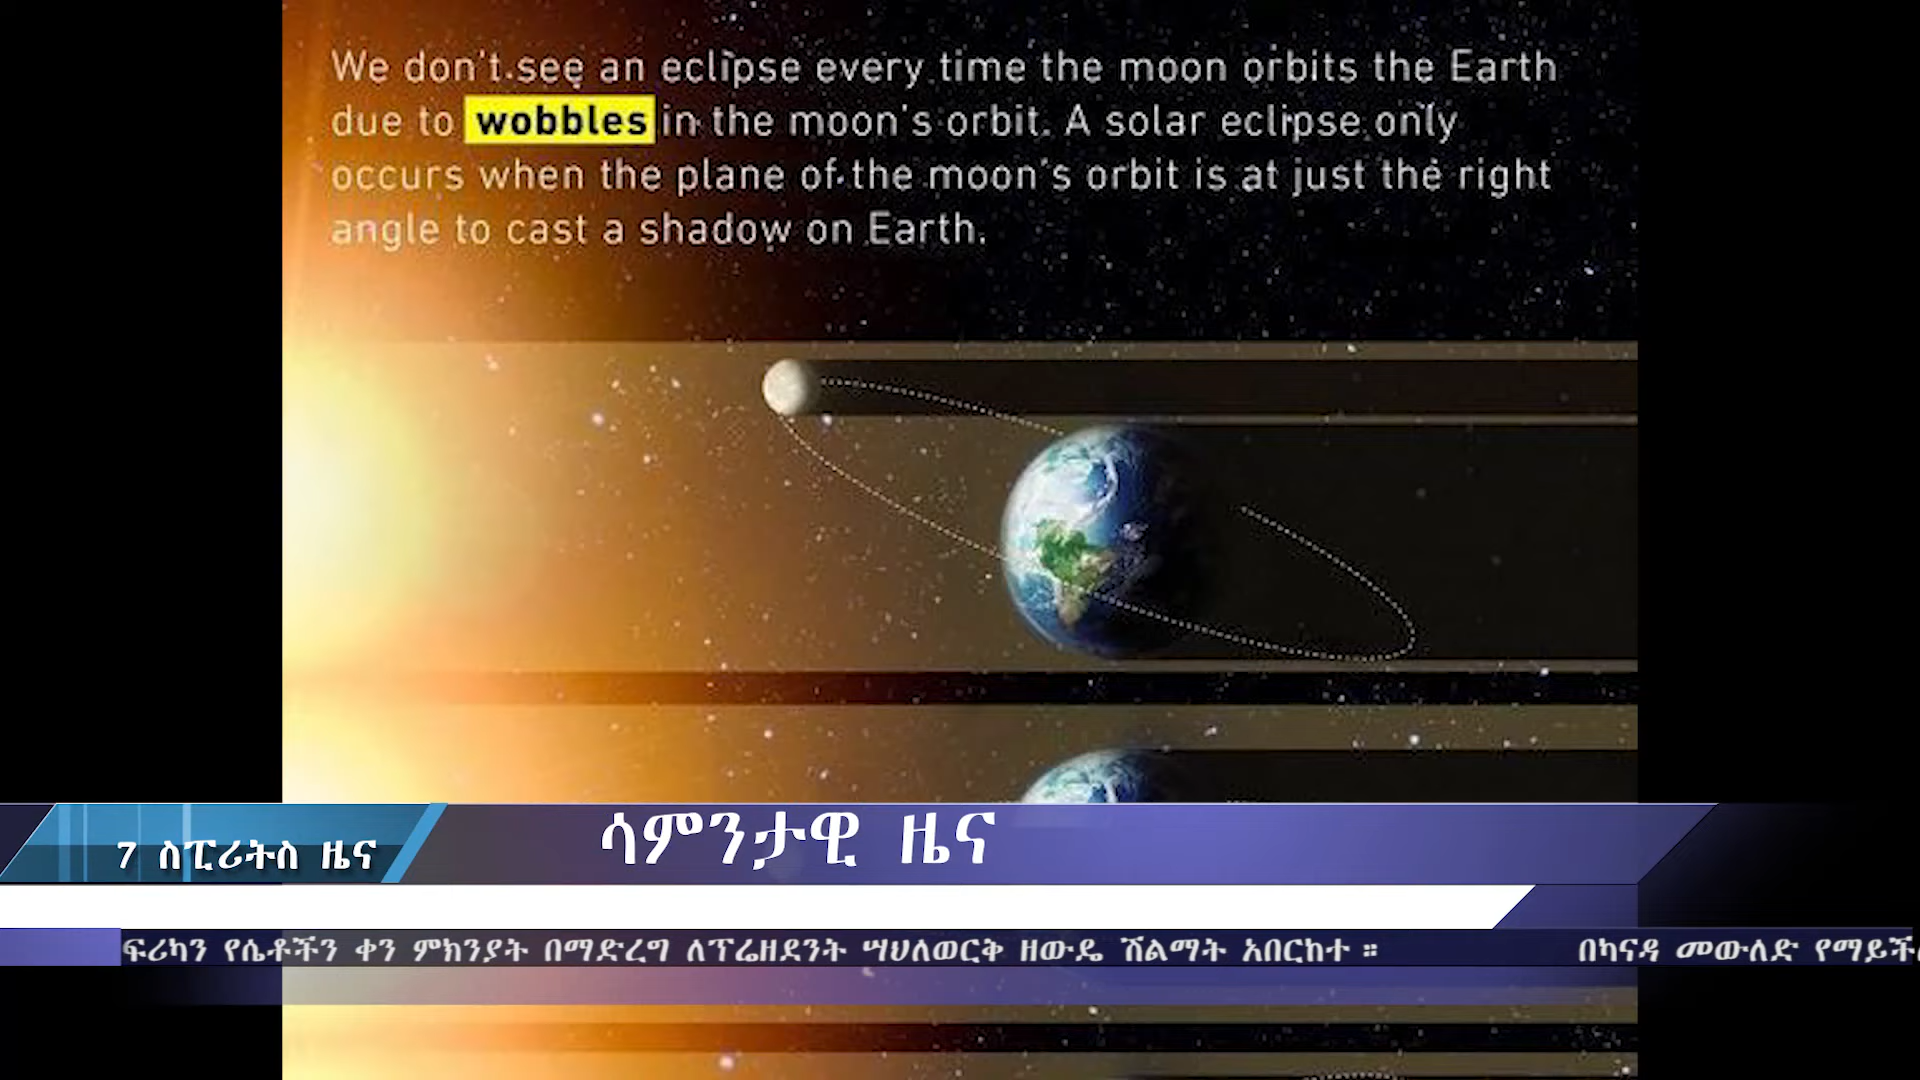 We don't see an eclipse every time the moon orbits the Earth
due to wobbles in the moon's orbit. A solar eclipse only
occurs when the plane of the moon's orbit is at just the right
angle to cast a shadow on Earth.
ሳምንታዊ ዜና
7 ስፒሪትስ ዜና
ፍሪካን የሴቶችን ቀን ምክንያት በማድረግ ለፕሬዘደንት ሣህለወርቅ ዘውዴ ሽልማት አበርከተ ። በካናዳ መውለድ